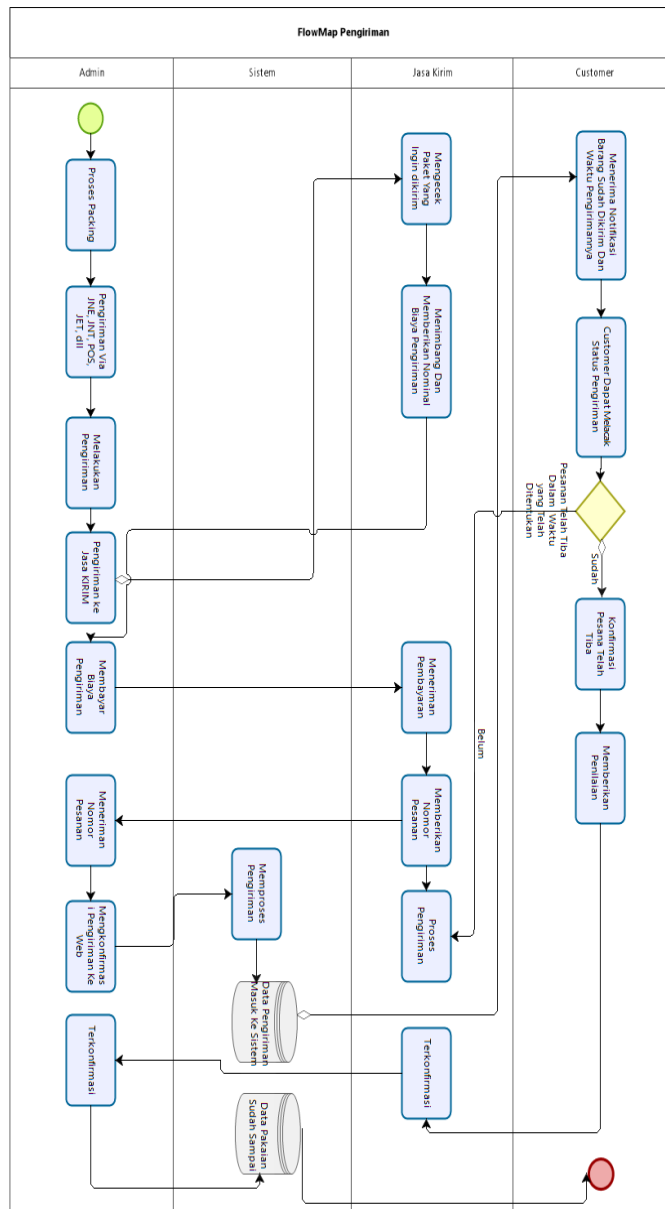 FlowMap Pengiriman
Admin
Sistem
Jasa Kirim
Customer
Proses Packing
Pengiriman Via
JNE, JNT, POS,
JET, dll
Melakukan
Pengiriman
Pengiriman ke
Jasa KIRIM
Membayar
Biaya
Pengiriman
Meneriman
Nomor
Pesanan
Mengkonfirmas
i Pengiriman Ke
Web
Terkonfirmasi
Memproses
Pengiriman
Data Pengiriman
Masuk Ke Sistem
Data Pakaian
Sudah Sampai
Mengecek
Paket Yang
Ingin dikirim
Menimbang Dan
Memberikan Nominal
Biaya Pengiriman
Meneriman
Pembayaran
Memberikan
Nomor
Pesanan
Proses
Pengiriman
Terkonfirmasi
Menerima Notifikasi
Barang Sudah Dikirim Dan
Waktu Pengirimannya
Customer Dapat Melacak
Status Pengiriman
Pesanan Telah Tiba
Dalam Waktu
yang Telah
Ditentukan
Sudah
Belum
Konfirmasi
Pesana Telah
Tiba
Memberikan
Penilaian